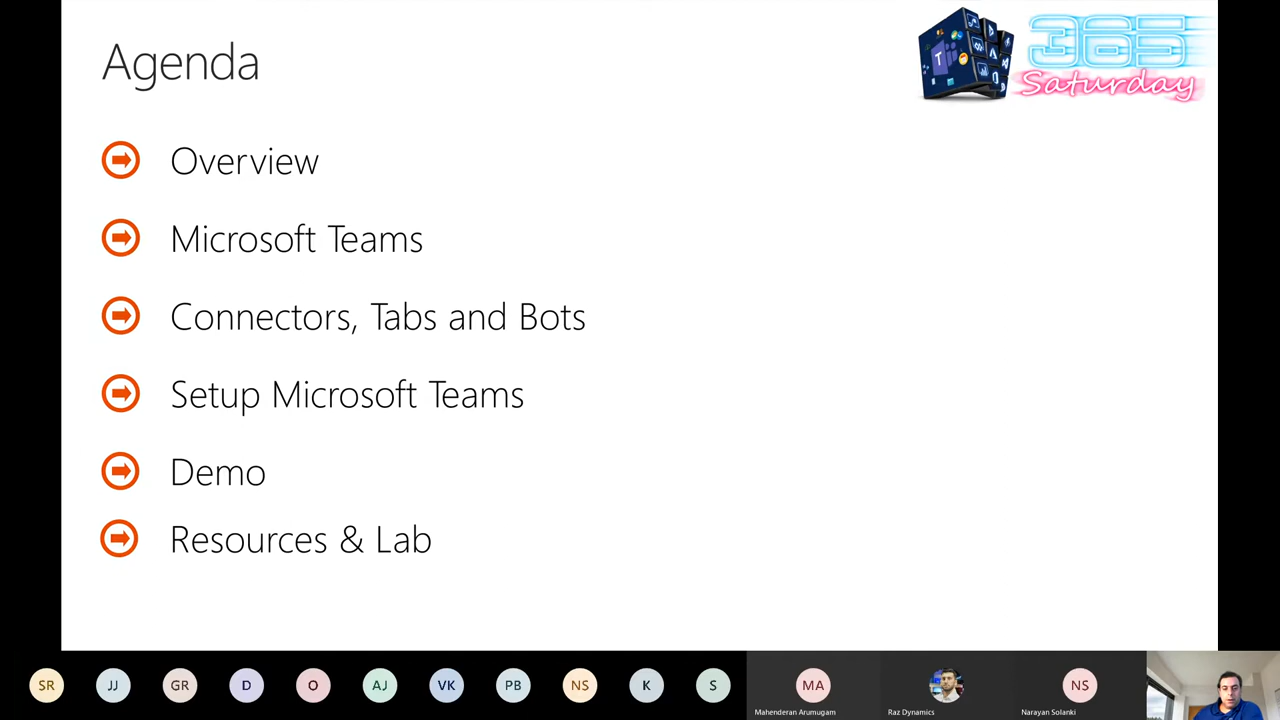 Agenda
365
Saturday
Overview
Microsoft Teams
Connectors, Tabs and Bots
Setup Microsoft Teams
Demo
Resources & Lab
SR
JJ
GR
D
O
AJ
VK
PB
NS
K
S
MA
NS
Mahenderan Arumugam
Raz Dynamics
Narayan Solanki